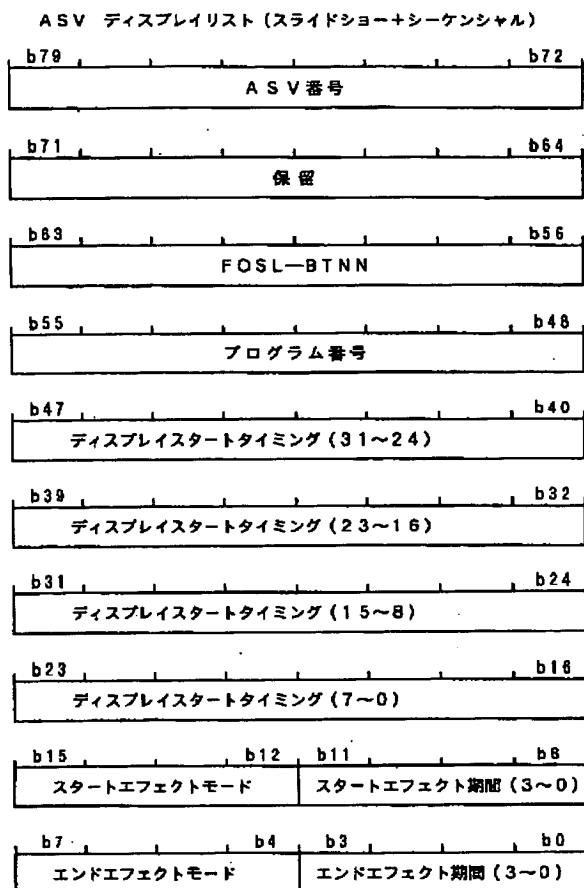 ASV ディスプレイリスト(スライドショー+シーケンシャル)
b79 b72
ASV番号
b71 b64
保留
b63 b56
FOSL—BTNN
b55 b48
プログラム番号
b47 b40
ディスプレイスタートタイミング(31~24)
b39 b32
ディスプレイスタートタイミング(23~16)
b31 b24
ディスプレイスタートタイミング(15~8)
b23 b16
ディスプレイスタートタイミング(7~0)
b15 b12 b11 b8
スタートエフェクトモード スタートエフェクト期間(3~0)
b7 b4 b3 b0
エンドエフェクトモード エンドエフェクト期間(3~0)